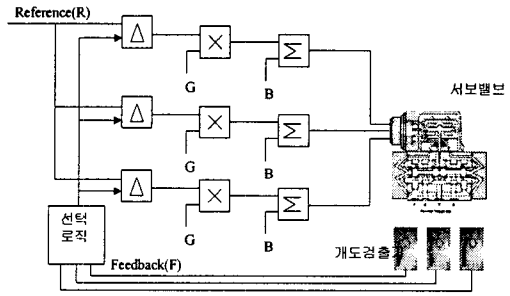 Reference(R)
Δ
×
Σ
G
B
서보밸브
Δ
×
Σ
G
B
Δ
×
Σ
선택
로직
G
B
개도검출
Feedback(F)